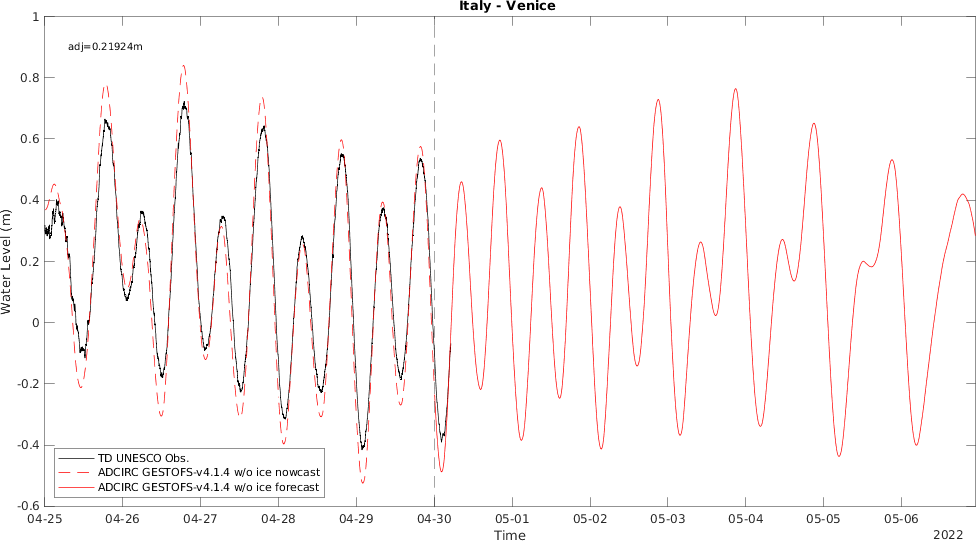 Italy - Venice
1
adj=0.21924m
0.8
0.6
0.4
0.2
0
-0.2
-0.4
-0.6
Water Level (m)
TD UNESCO Obs.
ADCIRC GESTOFS-v4.1.4 w/o ice nowcast
ADCIRC GESTOFS-v4.1.4 w/o ice forecast
04-25 04-26 04-27 04-28 04-29 04-30 05-01 05-02 05-03 05-04 05-05 05-06
Time
2022